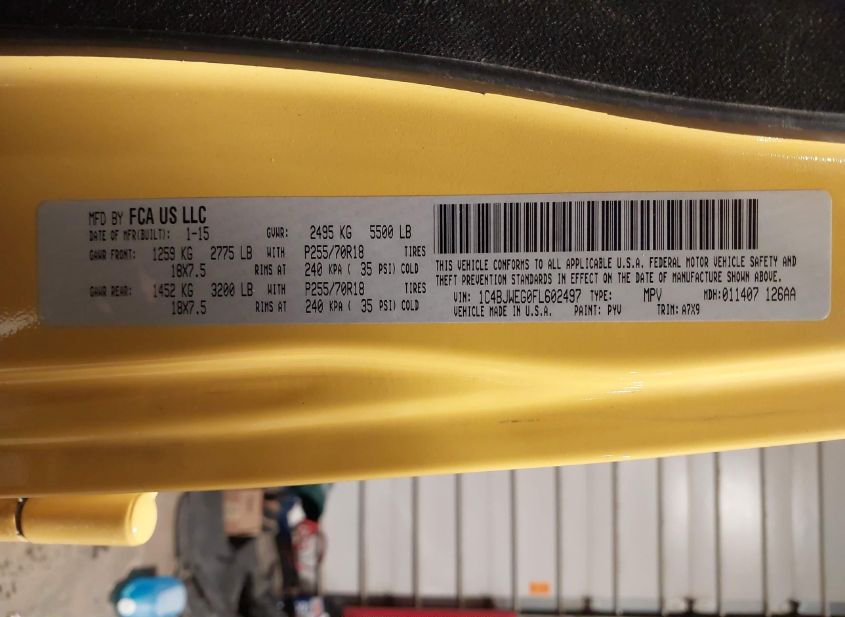 MFD BY FCA US LLC
DATE OF MFR(BUILT): 1-15 GVWR: 2495 KG 5500 LB
GAWR FRONT: 1259 KG 2775 LB WITH P255/70R18 TIRES
18X7.5 RIMS AT 240 KPA ( 35 PSI) COLD
GAWR REAR: 1452 KG 3200 LB WITH P255/70R18 TIRES
18X7.5 RIMS AT 240 KPA ( 35 PSI) COLD
THIS VEHICLE CONFORMS TO ALL APPLICABLE U.S.A. FEDERAL MOTOR VEHICLE SAFETY AND
THEFT PREVENTION STANDARDS IN EFFECT ON THE DATE OF MANUFACTURE SHOWN ABOVE.
VIN: 1C4BJWEG0FL602497 TYPE: MPV MDH:011407 126AA
VEHICLE MADE IN U.S.A. PAINT: PYV TRIM: A7X9